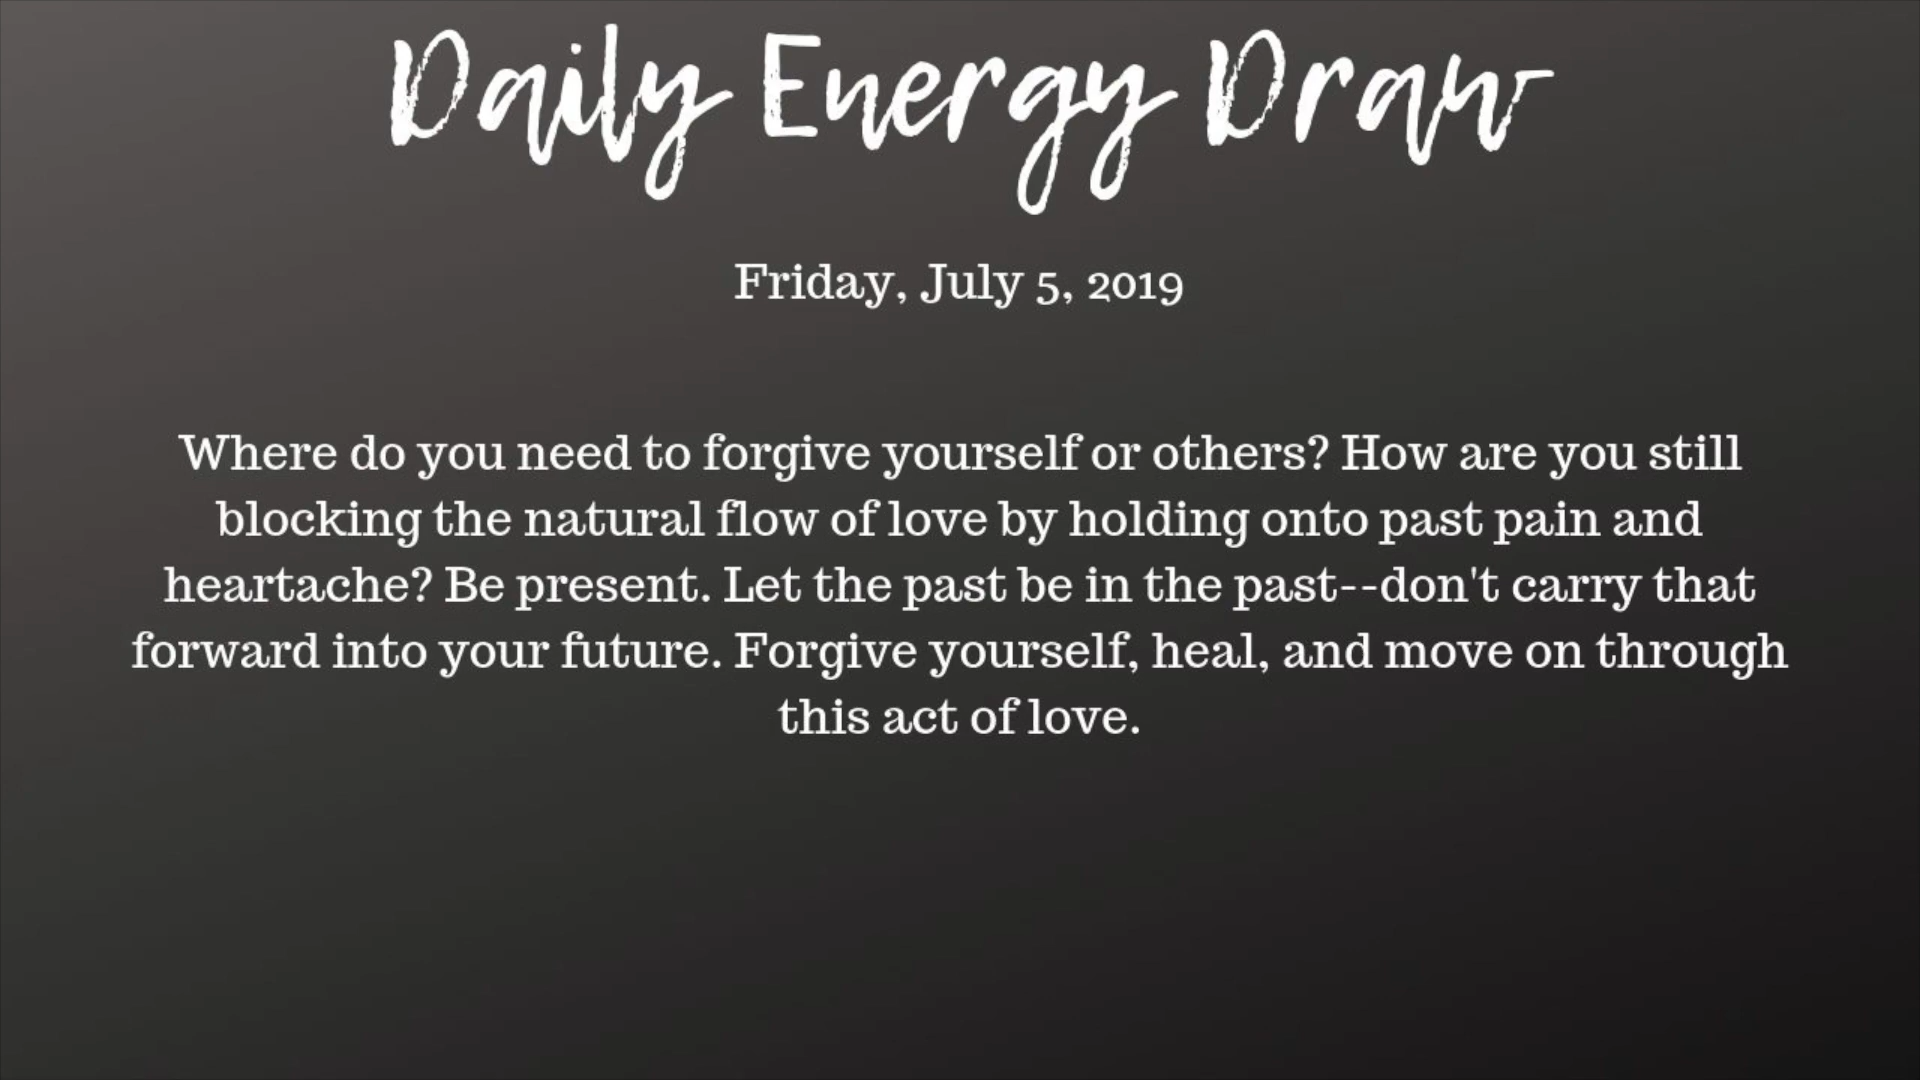 Daily Energy Draw
Friday, July 5, 2019
Where do you need to forgive yourself or others? How are you still
blocking the natural flow of love by holding onto past pain and
heartache? Be present. Let the past be in the past--don't carry that
forward into your future. Forgive yourself, heal, and move on through
this act of love.